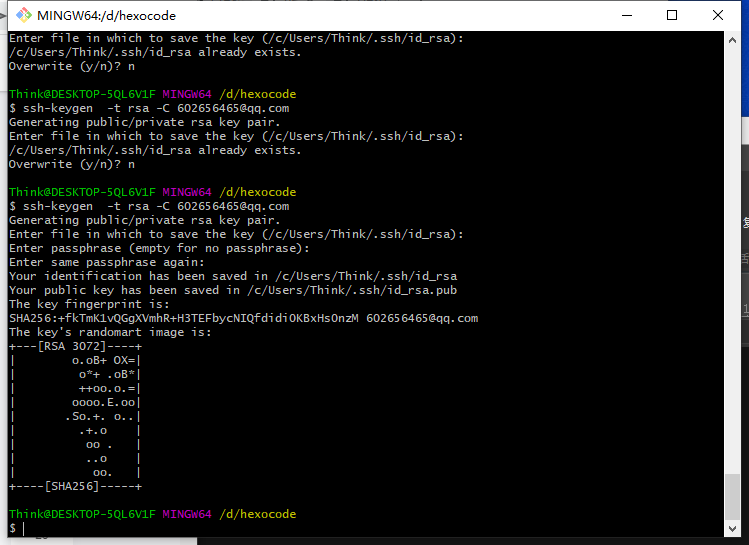 MINGW64:/d/hexocode
Enter file in which to save the key (/c/Users/Think/.ssh/id_rsa):
/c/Users/Think/.ssh/id_rsa already exists.
Overwrite (y/n)? n
Think@DESKTOP-5QL6V1F MINGW64 /d/hexocode
$ ssh-keygen  -t rsa -C 602656465@qq.com
Generating public/private rsa key pair.
Enter file in which to save the key (/c/Users/Think/.ssh/id_rsa):
/c/Users/Think/.ssh/id_rsa already exists.
Overwrite (y/n)? n
Think@DESKTOP-5QL6V1F MINGW64 /d/hexocode
$ ssh-keygen  -t rsa -C 602656465@qq.com
Generating public/private rsa key pair.
Enter file in which to save the key (/c/Users/Think/.ssh/id_rsa):
Enter passphrase (empty for no passphrase):
Enter same passphrase again:
Your identification has been saved in /c/Users/Think/.ssh/id_rsa
Your public key has been saved in /c/Users/Think/.ssh/id_rsa.pub
The key fingerprint is:
SHA256:+fkTmK1vQGgXVmhR+H3TEFbycNIQfdidiOKBxHsOnzM 602656465@qq.com
The key's randomart image is:
+---[RSA 3072]----+
|        o.oB+ OX=|
|         o*+ .oB*|
|         ++oo.o.=|
|        oooo.E.oo|
|       .So.+. o..|
|         .+.o    |
|          oo .   |
|          ..o    |
|           oo.   |
+----[SHA256]-----+
Think@DESKTOP-5QL6V1F MINGW64 /d/hexocode
$